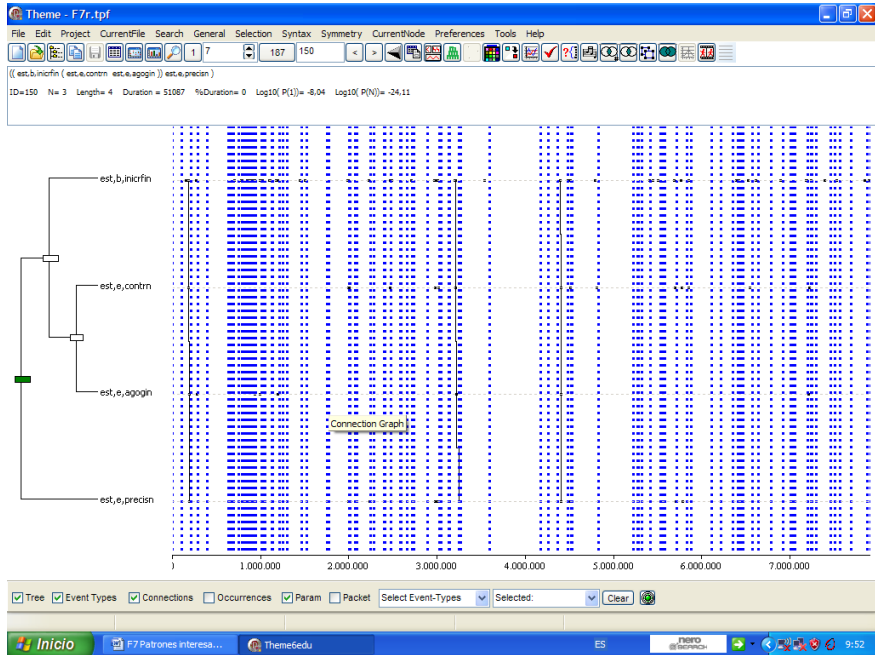 Theme - F7r.tpf
File Edit Project CurrentFile Search General Selection Syntax Symmetry CurrentNode Preferences Tools Help
1 7 187 150 < >
(( est,b,inicrfin ( est,e,contrn est,e,agogin )) est,e,precisn )
ID=150 N= 3 Length= 4 Duration = 51087 %Duration= 0 Log10( P(1))= -8,04 Log10( P(N))= -24,11
est,b,inicrfin
est,e,contrn
est,e,agogin
Connection Graph
est,e,precisn
) 1.000.000 2.000.000 3.000.000 4.000.000 5.000.000 6.000.000 7.000.000
Tree Event Types Connections Occurrences Param Packet Select Event-Types Selected: Clear
Inicio F7 Patrones interesa... Theme6edu ES nero SEARCH 9:52